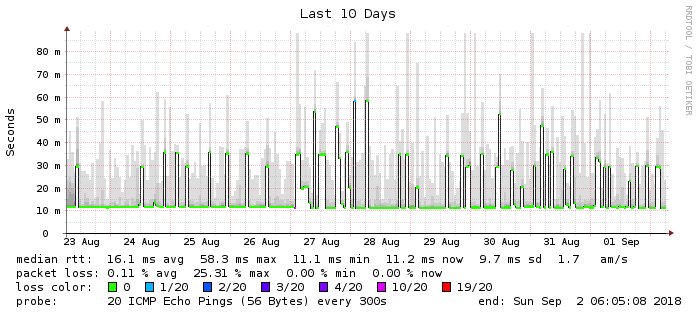 Last 10 Days
RRDTOOL / TOBI OETIKER
Seconds
80 m
70 m
60 m
50 m
40 m
30 m
20 m
10 m
0
23 Aug 24 Aug 25 Aug 26 Aug 27 Aug 28 Aug 29 Aug 30 Aug 31 Aug 01 Sep
median rtt: 16.1 ms avg 58.3 ms max 11.1 ms min 11.2 ms now 9.7 ms sd 1.7 am/s
packet loss: 0.11 % avg 25.31 % max 0.00 % min 0.00 % now
loss color: 0 1/20 2/20 3/20 4/20 10/20 19/20
probe: 20 ICMP Echo Pings (56 Bytes) every 300s end: Sun Sep 2 06:05:08 2018